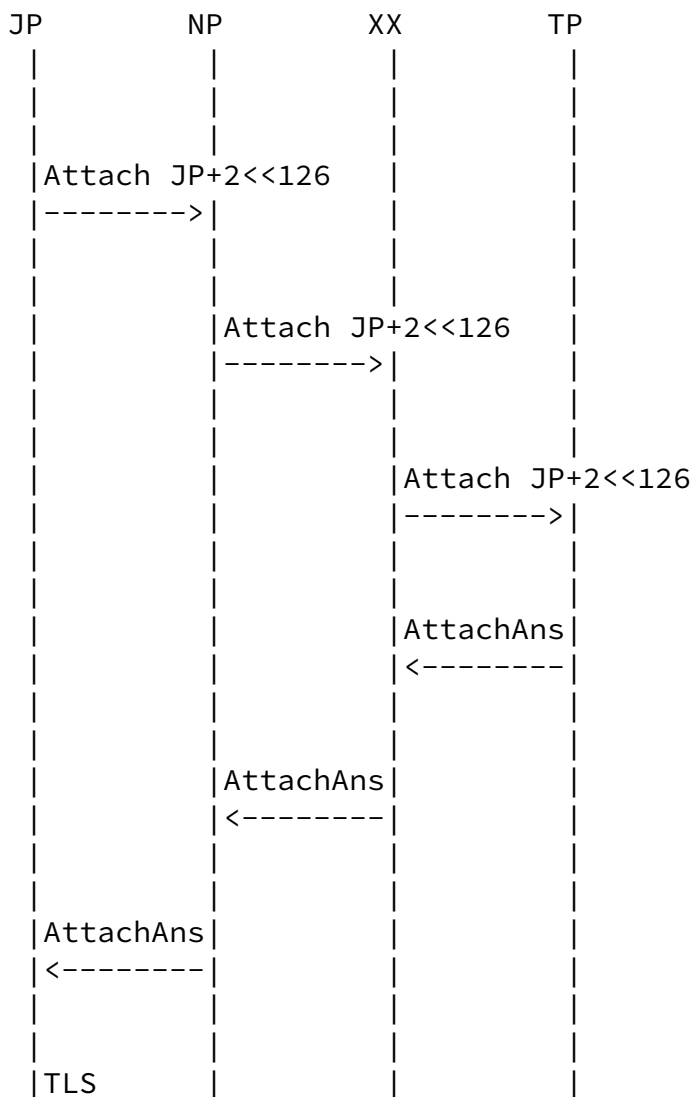 JP NP XX TP
Attach JP+2<<126
-------->
Attach JP+2<<126
-------->
Attach JP+2<<126
-------->
AttachAns
<--------
AttachAns
<--------
AttachAns
<--------
TLS